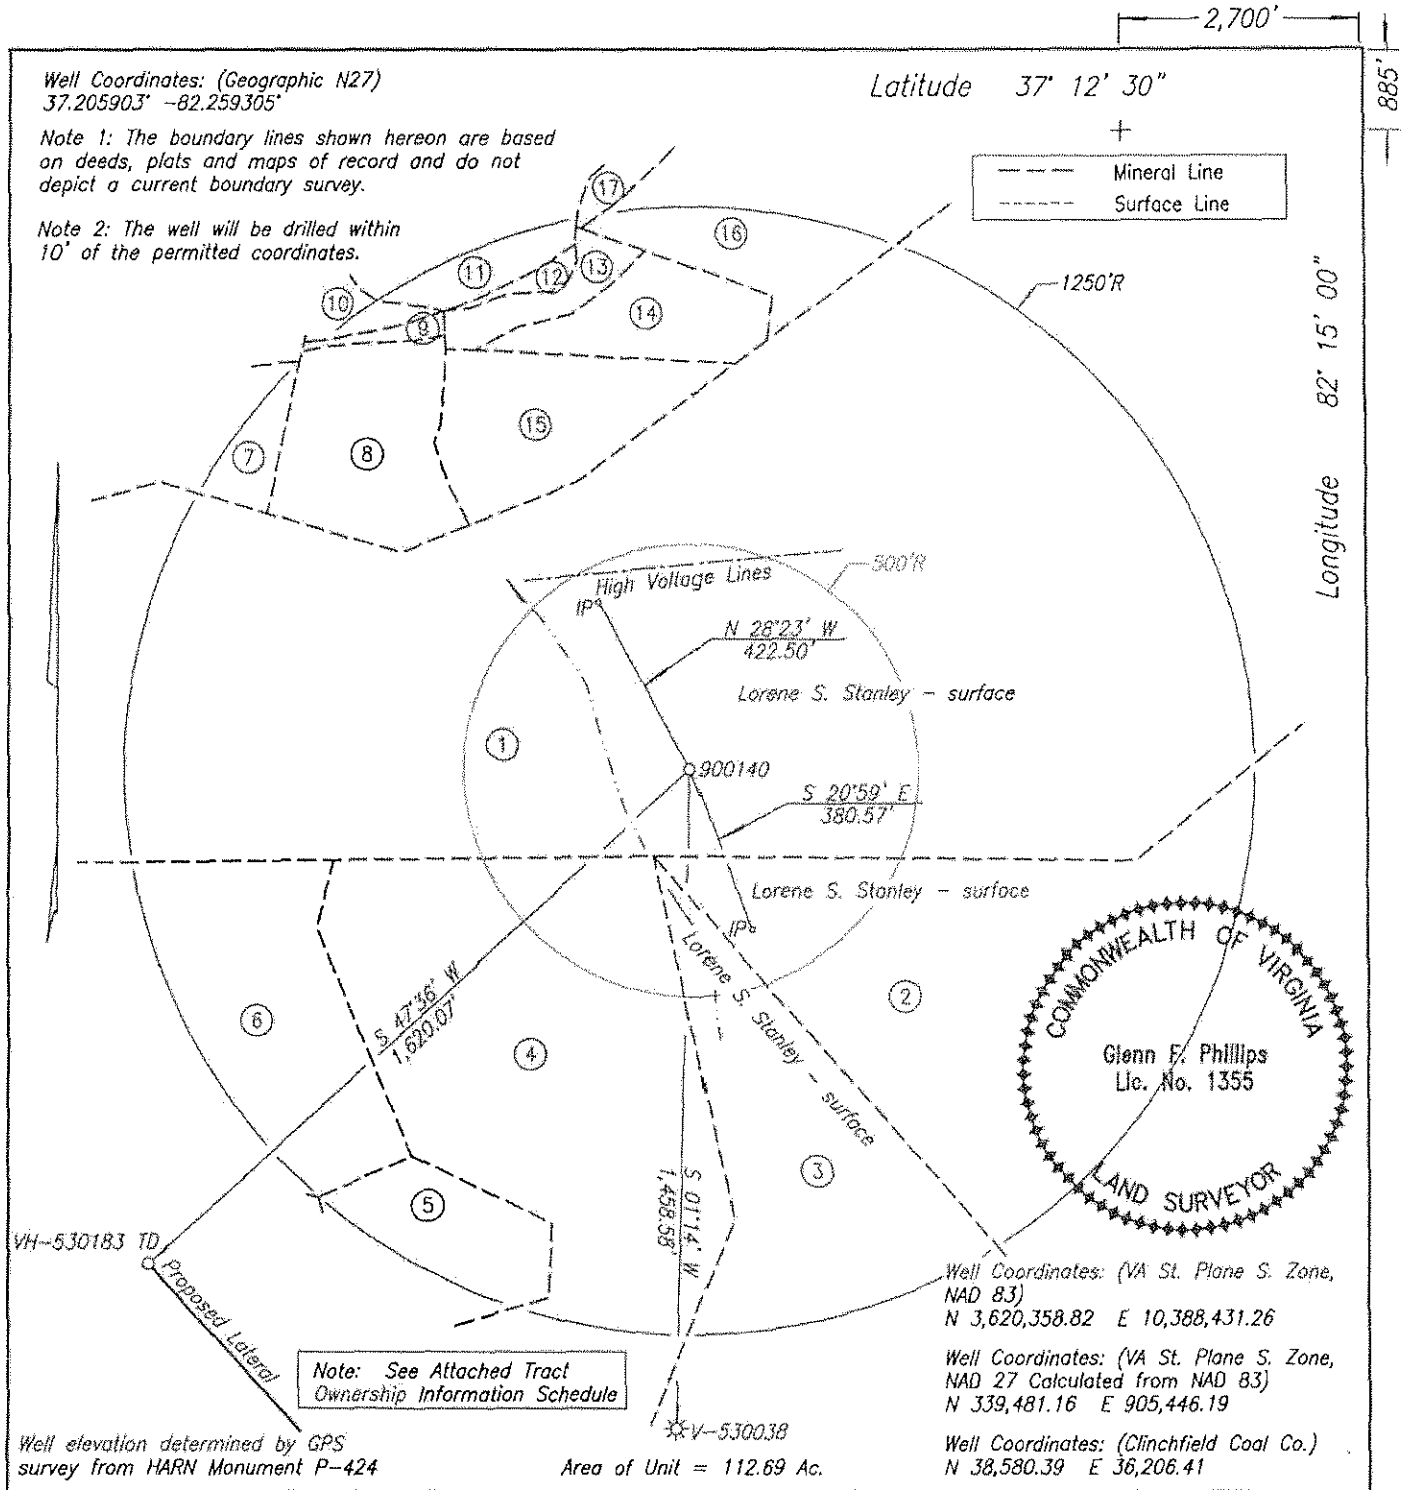 2,700'
885'
Well Coordinates: (Geographic N27)
37.205903° -82.259305°
Note 1: The boundary lines shown hereon are based
on deeds, plats and maps of record and do not
depict a current boundary survey.
Note 2: The well will be drilled within
10' of the permitted coordinates.
Latitude 37° 12' 30"
Mineral Line
Surface Line
Longitude 82° 15' 00"
17
16
11
12
13
10
9
14
1250'R
15
7
8
500'R
High Voltage Lines
IP
N 28°23' W
422.50'
Lorene S. Stanley - surface
1
900140
S 20°59' E
380.57'
Lorene S. Stanley - surface
IP
Lorene S. Stanley - surface
2
6
S 47°36' W
1,620.07'
4
3
S 01°14' W
1,458.58'
5
COMMONWEALTH OF VIRGINIA
Glenn F. Phillips
Lic. No. 1355
LAND SURVEYOR
VH-530183 TD
Proposed Lateral
Note: See Attached Tract
Ownership Information Schedule
V-530038
Well Coordinates: (VA St. Plane S. Zone,
NAD 83)
N 3,620,358.82 E 10,388,431.26
Well Coordinates: (VA St. Plane S. Zone,
NAD 27 Calculated from NAD 83)
N 339,481.16 E 905,446.19
Well Coordinates: (Clinchfield Coal Co.)
N 38,580.39 E 36,206.41
Well elevation determined by GPS
survey from HARN Monument P-424
Area of Unit = 112.69 Ac.